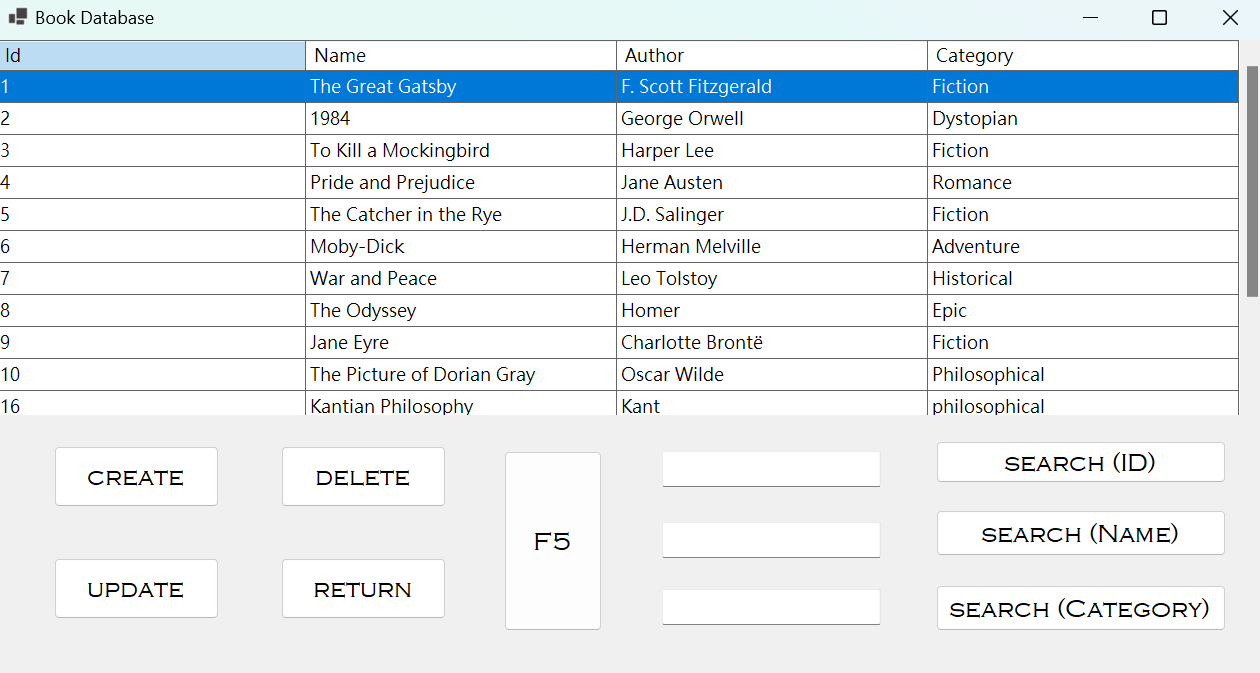 Book Database
Id Name Author Category
1 The Great Gatsby F. Scott Fitzgerald Fiction
2 1984 George Orwell Dystopian
3 To Kill a Mockingbird Harper Lee Fiction
4 Pride and Prejudice Jane Austen Romance
5 The Catcher in the Rye J.D. Salinger Fiction
6 Moby-Dick Herman Melville Adventure
7 War and Peace Leo Tolstoy Historical
8 The Odyssey Homer Epic
9 Jane Eyre Charlotte Brontë Fiction
10 The Picture of Dorian Gray Oscar Wilde Philosophical
16 Kantian Philosophy Kant philosophical
CREATE DELETE SEARCH (ID)
F5 SEARCH (Name)
UPDATE RETURN SEARCH (Category)